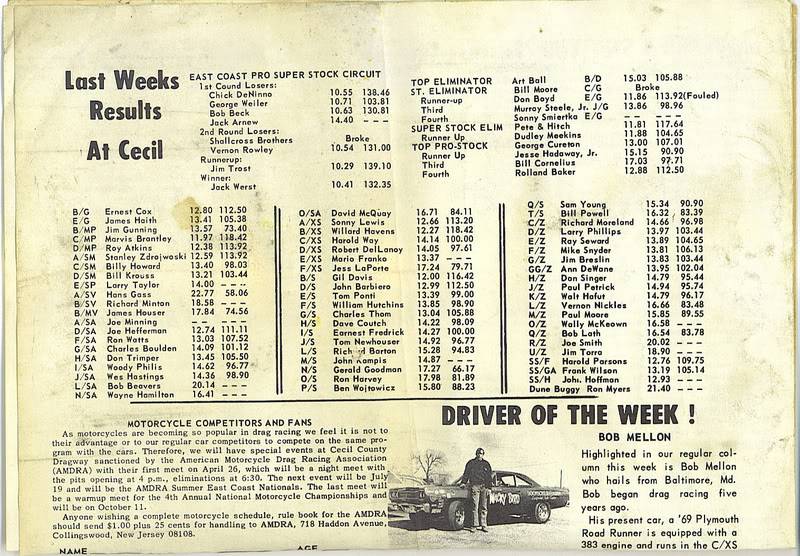 Last Weeks
Results
At Cecil
EAST COAST PRO SUPER STOCK CIRCUIT
1st Cound Losers:
Chick DeNinno 10.55 138.46
George Weiler 10.71 103.81
Bob Beck 10.63 130.81
Jack Arnew 14.40 — — —
2nd Round Losers:
Shallcross Brothers Broke
Vernon Rowley 10.54 131.00
Runnerup:
Jim Trost 10.29 139.10
Winner:
Jack Werst 10.41 132.35
TOP ELIMINATOR Art Ball B/D 15.03 105.88
ST. ELIMINATOR Bill Moore C/G Broke
Runner-up Don Boyd E/G 11.86 113.92(Fouled)
Third Murray Steele, Jr. J/G 13.86 98.96
Fourth Sonny Smiertka E/G — — — — —
SUPER STOCK ELIM Pete & Hitch 11.81 117.64
Runner Up Dudley Meekins 11.88 104.65
TOP PRO-STOCK George Cureton 13.00 107.01
Runner Up Jesse Hadaway, Jr. 15.15 90.90
Third Bill Cornelius 17.03 97.71
Fourth Rolland Baker 12.88 112.50
B/G Ernest Cox 12.80 112.50
E/G James Haith 13.41 105.38
B/MP Jim Gunning 13.57 73.40
C/MP Marvis Brantley 11.97 118.42
D/MP Roy Atkins 12.38 113.92
A/SM Stanley Zdrojwoski 12.59 113.92
C/SM Billy Howard 13.40 98.03
D/SM Bill Krouss 13.21 103.44
E/SP Larry Taylor 14.00 — — —
A/SV Hans Gass 22.77 58.06
B/SV Richard Minton 18.58 — — —
B/MV James Houser 17.84 74.56
A/SA Joe Minning — — — — —
D/SA Joe Hefferman 12.74 111.11
F/SA Ron Watts 13.03 107.52
G/SA Charles Boulden 14.09 101.12
H/SA Don Trimper 13.45 105.50
I/SA Woody Philis 14.62 96.77
J/SA Wes Hastings 14.36 98.90
L/SA Bob Beavers 20.14 — — —
N/SA Wayne Hamilton 16.41 — — —
O/SA David McQuay 16.71 84.11
A/XS Sonny Lewis 12.66 113.20
B/XS Willard Havens 12.27 118.42
C/XS Harold Way 14.14 100.00
D/XS Robert DelLanoy 14.05 97.61
E/XS Mario Franko 13.37 — — —
F/XS Jess LaPorte 17.24 79.71
B/S Gil Davis 12.00 116.42
D/S John Barbiero 12.99 112.50
E/S Tom Ponti 13.39 99.00
F/S William Hutchins 13.85 98.90
G/S Charles Thom 13.04 105.88
H/S Dave Coutch 14.22 98.09
I/S Earnest Fredrick 14.27 100.00
J/S Tom Newhouser 14.92 96.77
L/S Richard Barton 15.28 94.83
M/S John Kampis 14.87 — — —
N/S Gerald Goodman 17.27 66.17
O/S Ron Harvey 17.98 81.89
P/S Ben Wojtowicz 15.80 88.23
Q/S Sam Young 15.34 90.90
T/S Bill Powell 16.32 83.39
C/Z Richard Moreland 14.66 96.98
D/Z Larry Phillips 13.97 103.44
E/Z Ray Seward 13.89 104.65
F/Z Mike Snyder 13.81 106.13
G/Z Jim Breslin 13.83 103.44
GG/Z Ann DeWane 13.95 102.04
H/Z Dan Singer 14.79 95.44
J/Z Paul Petrick 14.94 95.74
K/Z Walt Hofut 14.79 96.17
L/Z Vernon Nickles 16.66 83.48
M/Z Paul Moore 15.85 89.55
O/Z Wally McKeown 16.58 — — —
Q/Z Bob Lath 16.54 83.78
R/Z Joe Smith 20.02 — — —
U/Z Jim Torra 18.90 — — —
SS/F Harold Parsons 12.76 109.75
SS/GA Frank Wilson 13.19 105.14
SS/H John. Hoffman 12.93 — — —
Dune Buggy Ron Myers 21.40 — — —
MOTORCYCLE COMPETITORS AND FANS
As motorcycles are becoming so popular in drag racing we feel it is not to
their advantage or to our regular car competitors to compete on the same pro-
gram with the cars. Therefore, we will have special events at Cecil County
Dragway sanctioned by the American Motorcycle Drag Racing Association
(AMDRA) with their first meet on April 26, which will be a night meet with
the pits opening at 4 p.m., eliminations at 6:30. The next event will be July
19 and will be the AMDRA Summer East Coast Nationals. The last meet will
be a warmup meet for the 4th Annual National Motorcycle Championships and
will be on October 11.
Anyone wishing a complete motorcycle schedule, rule book for the AMDRA
should send $1.00 plus 25 cents for handling to AMDRA, 718 Haddon Avenue,
Collingswood, New Jersey 08108.
NAME AGE
DRIVER OF THE WEEK !
BOB MELLON
Highlighted in our regular col-
umn this week is Bob Mellon
who hails from Baltimore, Md.
Bob began drag racing five
years ago.
His present car, a '69 Plymouth
Road Runner is equipped with a
383 engine and runs in the C/XS